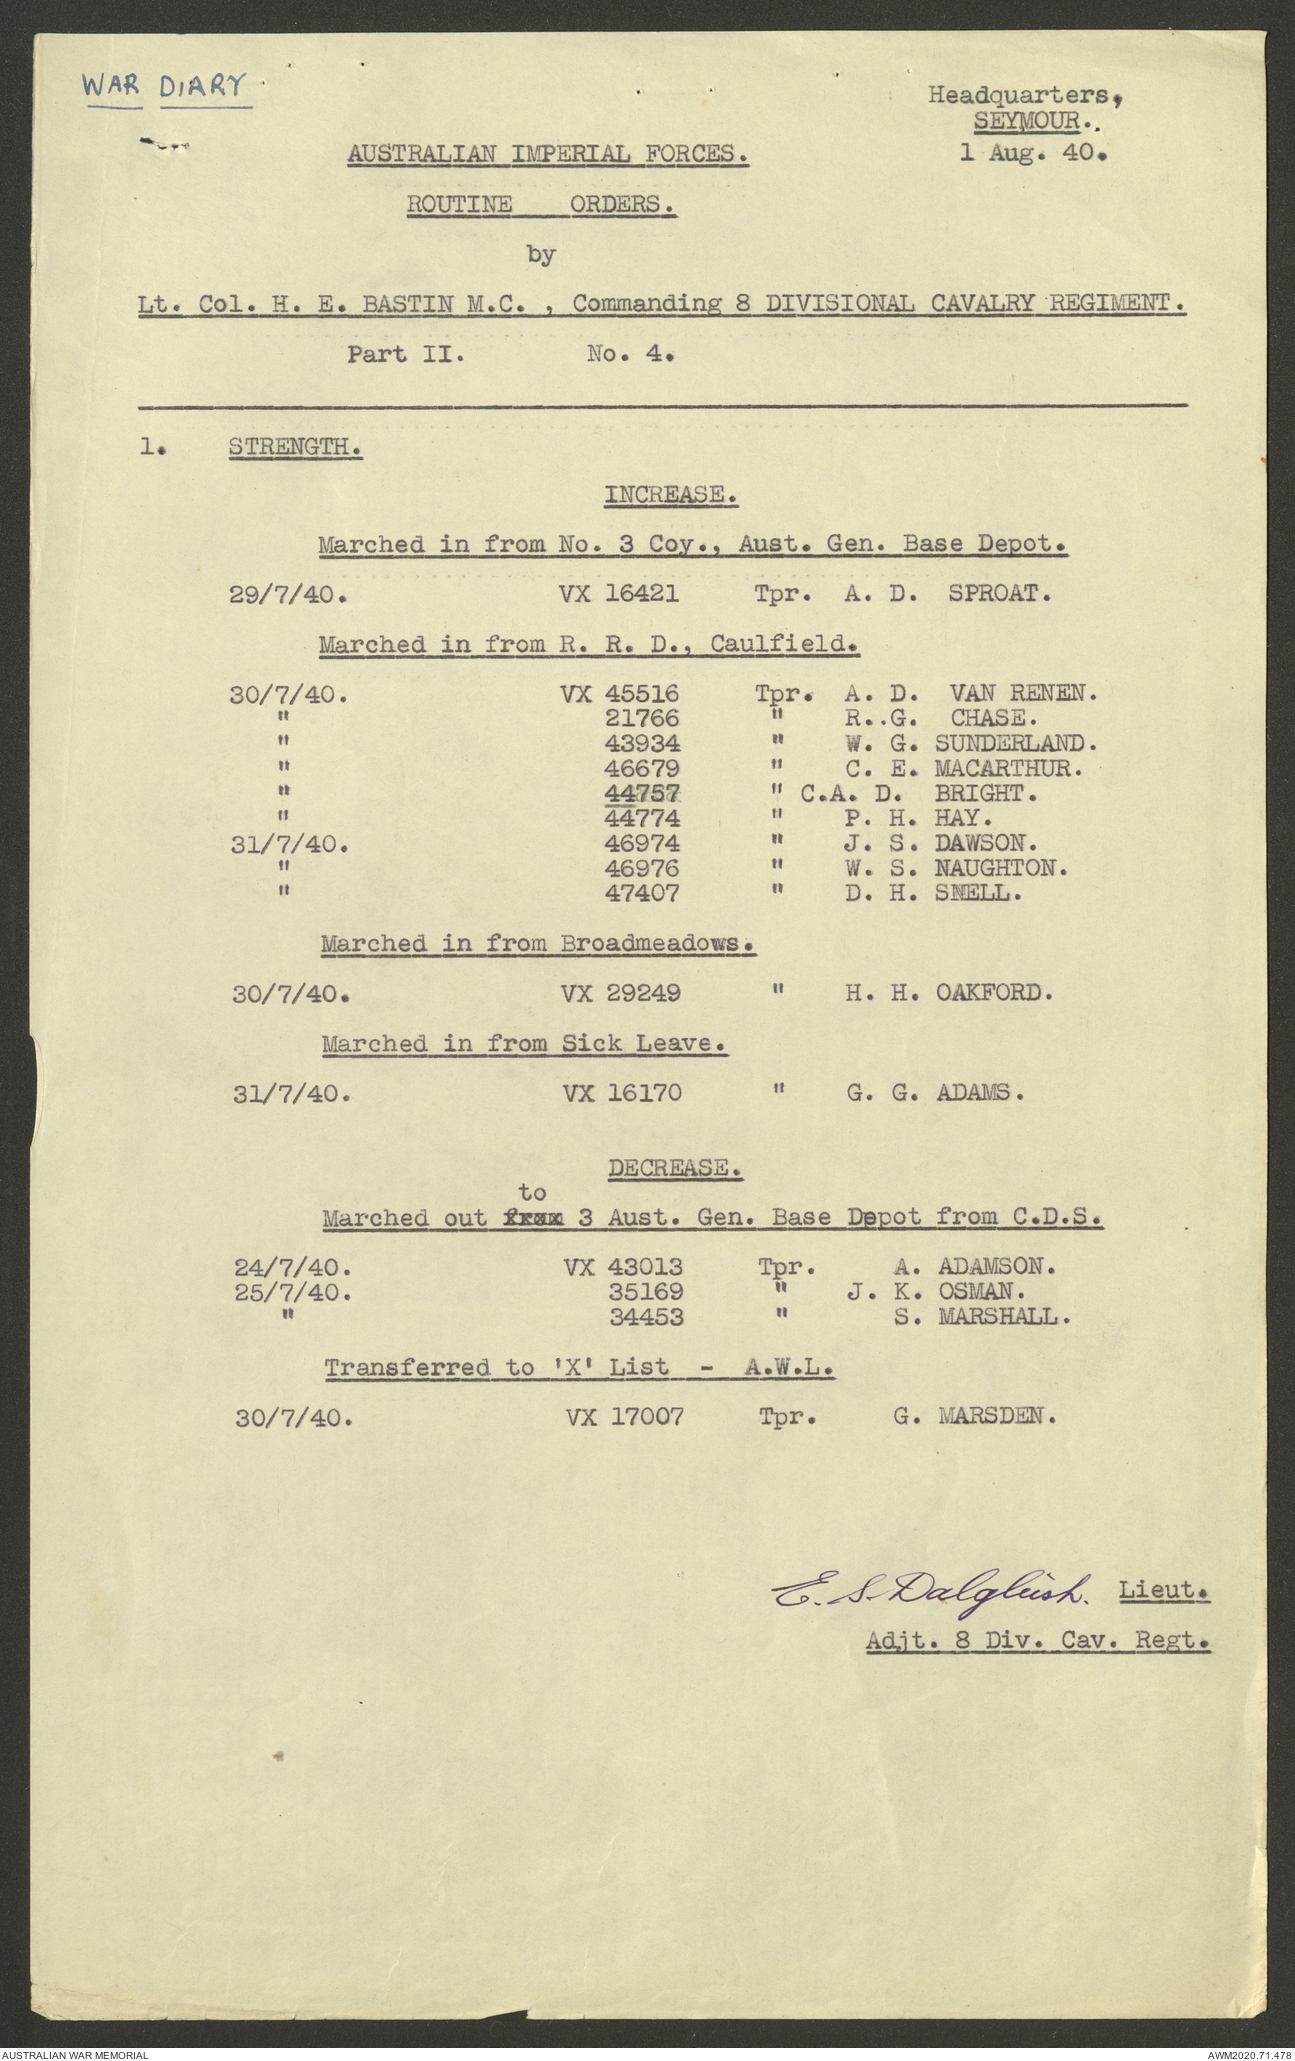 WAR DIARY
Headquarters,
SEYMOUR.
1 Aug. 40.
AUSTRALIAN IMPERIAL FORCES.
ROUTINE ORDERS.
by
Lt. Col. H. E. BASTIN M.C. , Commanding 8 DIVISIONAL CAVALRY REGIMENT.
Part II. No. 4.
1. STRENGTH.
INCREASE.
Marched in from No. 3 Coy., Aust. Gen. Base Depot.
29/7/40. VX 16421 Tpr. A. D. SPROAT.
Marched in from R. R. D., Caulfield.
30/7/40. VX 45516 Tpr. A. D. VAN RENEN.
" 21766 " R. G. CHASE.
" 43934 " W. G. SUNDERLAND.
" 46679 " C. E. MACARTHUR.
" 44757 " C.A. D. BRIGHT.
" 44774 " P. H. HAY.
31/7/40. 46974 " J. S. DAWSON.
" 46976 " W. S. NAUGHTON.
" 47407 " D. H. SNELL.
Marched in from Broadmeadows.
30/7/40. VX 29249 " H. H. OAKFORD.
Marched in from Sick Leave.
31/7/40. VX 16170 " G. G. ADAMS.
DECREASE.
to
Marched out from 3 Aust. Gen. Base Depot from C.D.S.
24/7/40. VX 43013 Tpr. A. ADAMSON.
25/7/40. 35169 " J. K. OSMAN.
" 34453 " S. MARSHALL.
Transferred to 'X' List - A.W.L.
30/7/40. VX 17007 Tpr. G. MARSDEN.
E. S. Dalgliesh. Lieut.
Adjt. 8 Div. Cav. Regt.
AUSTRALIAN WAR MEMORIAL
AWM2020.71.478